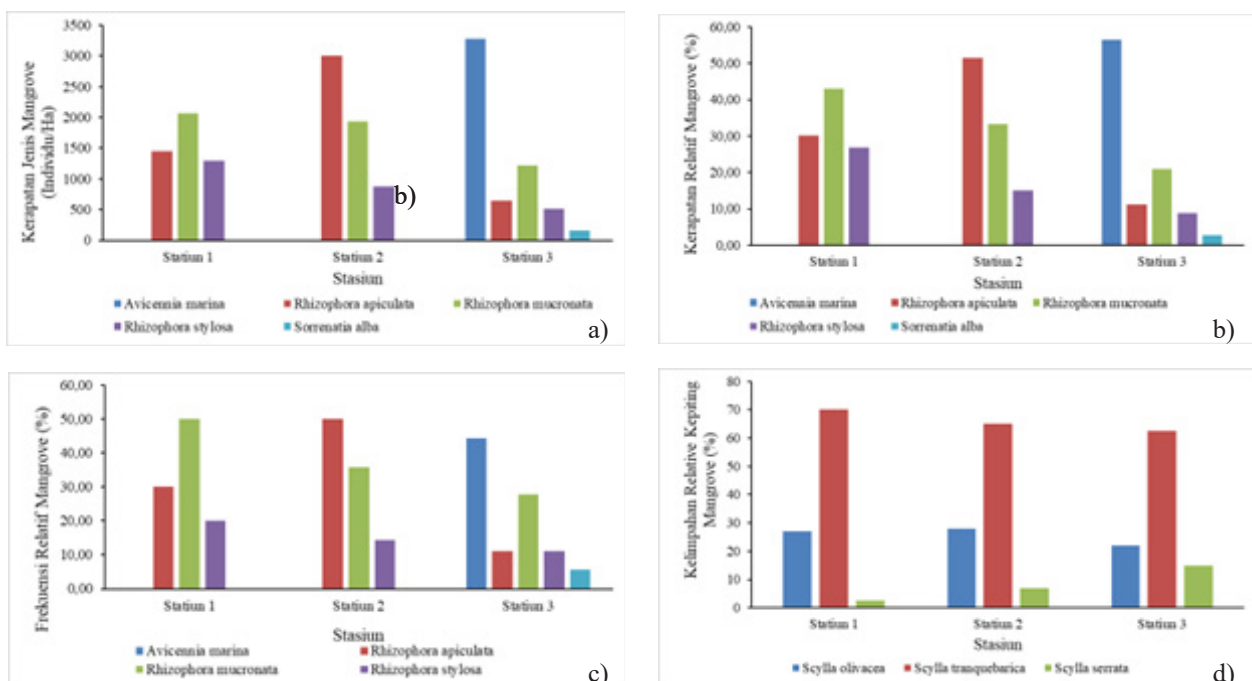 Kerapatan Jenis Mangrove
(Individu/Ha)
3500
3000
2500
2000
1500
1000
500
0
b)
Statiun 1 Statiun 2 Statiun 3
Stasiun
Avicennia marina Rhizophora apiculata Rhizophora mucronata
Rhizophora stylosa Sorrenatia alba
a)
Kerapatan Relatif Mangrove (%)
60,00
50,00
40,00
30,00
20,00
10,00
0,00
Statiun 1 Statiun 2 Statiun 3
Stasiun
Avicennia marina Rhizophora apiculata Rhizophora mucronata
Rhizophora stylosa Sorrenatia alba
b)
Frekuensi Relatif Mangrove (%)
60,00
50,00
40,00
30,00
20,00
10,00
0,00
Statiun 1 Statiun 2 Statiun 3
Stasiun
Avicennia marina Rhizophora apiculata
Rhizophora mucronata Rhizophora stylosa
c)
Kelimpahan Relative Kepiting
Mangrove (%)
80
70
60
50
40
30
20
10
0
Statiun 1 Statiun 2 Statiun 3
Stasiun
Scylla olivacea Scylla tranquebarica Scylla serrata
d)